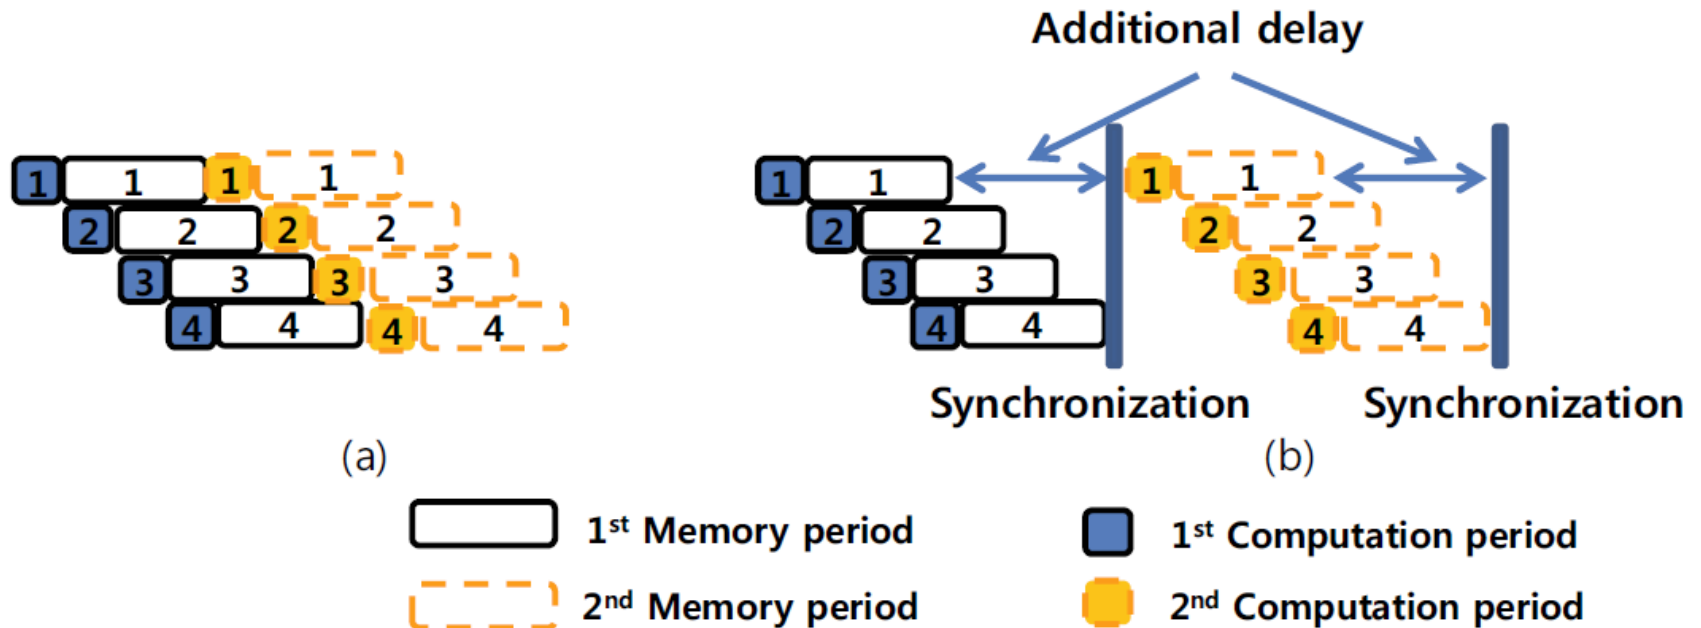 Additional delay
1 1 1 1
2 2 2 2
3 3 3 3
4 4 4 4
1 1 1 1
2 2 2 2
3 3 3 3
4 4 4 4
Synchronization Synchronization
(a) (b)
1st Memory period
1st Computation period
2nd Memory period
2nd Computation period